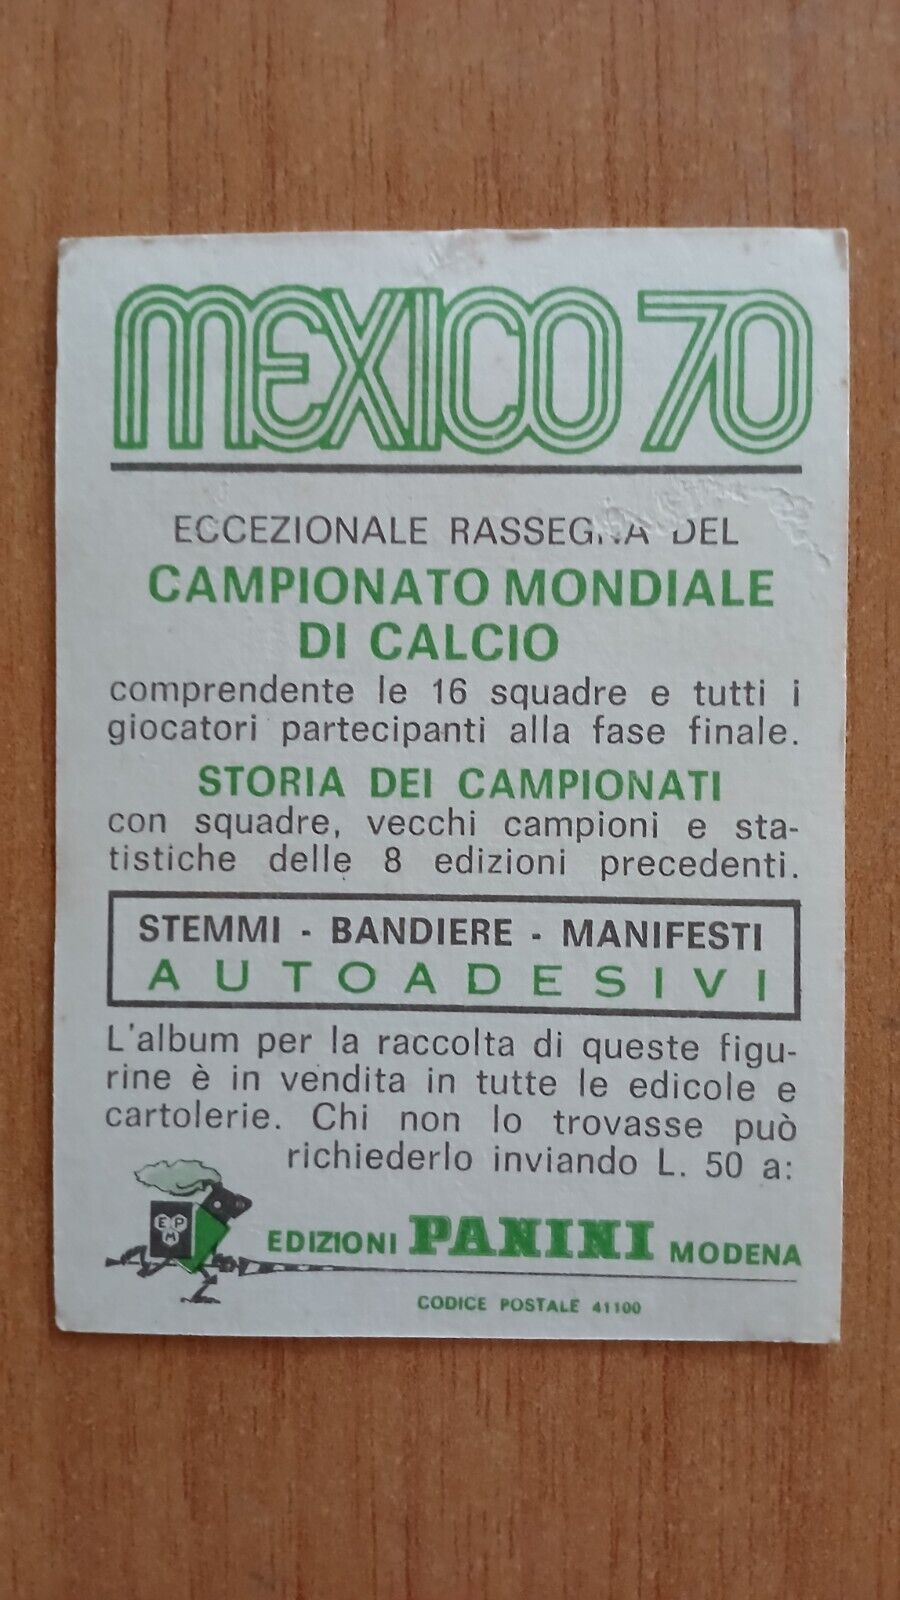 MEXICO 70
ECCEZIONALE RASSEGNA DEL
CAMPIONATO MONDIALE
DI CALCIO
comprendente le 16 squadre e tutti i
giocatori partecipanti alla fase finale.
STORIA DEI CAMPIONATI
con squadre, vecchi campioni e sta-
tistiche delle 8 edizioni precedenti.
STEMMI - BANDIERE - MANIFESTI
AUTOADESIVI
L'album per la raccolta di queste figu-
rine è in vendita in tutte le edicole e
cartolerie. Chi non lo trovasse può
richiederlo inviando L. 50 a:
EPM
EDIZIONI PANINI MODENA
CODICE POSTALE 41100